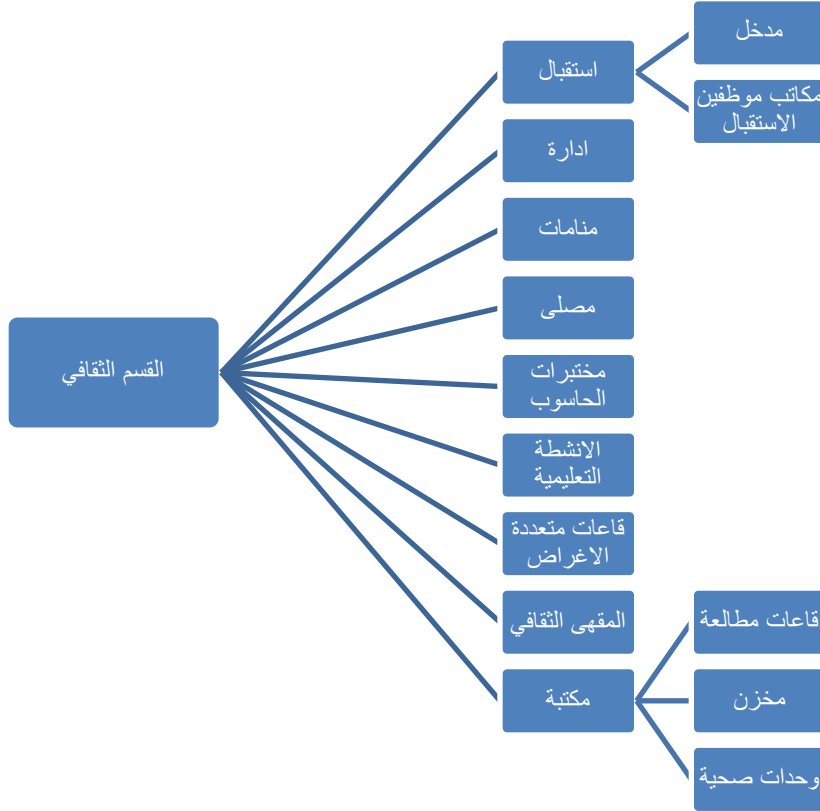 القسم الثقافي
استقبال
مدخل
مكاتب موظفين
الاستقبال
ادارة
منامات
مصلى
مختبرات
الحاسوب
الانشطة
التعليمية
قاعات متعددة
الاغراض
المقهى الثقافي
مكتبة
قاعات مطالعة
مخزن
وحدات صحية